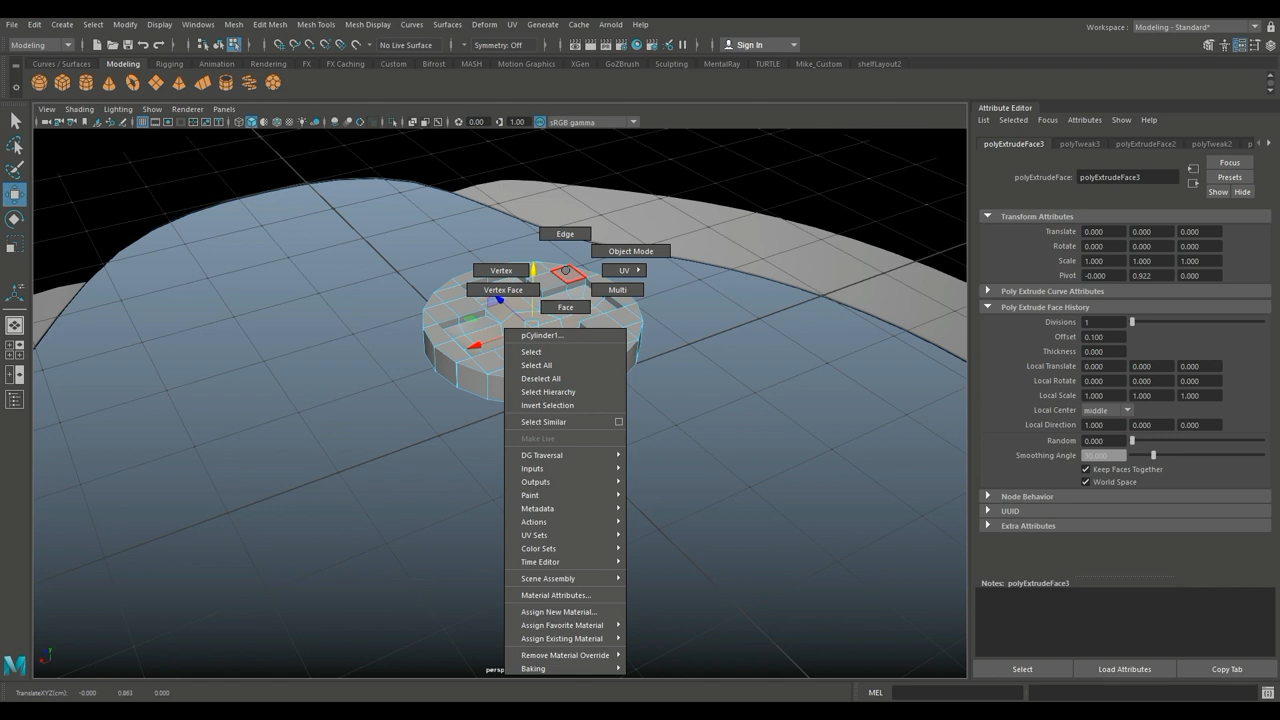 File Edit Create Select Modify Display Windows Mesh Edit Mesh Mesh Tools Mesh Display Curves Surfaces Deform UV Generate Cache Arnold Help
Workspace : Modeling - Standard*
Modeling No Live Surface Symmetry: Off Sign In
Curves / Surfaces Modeling Rigging Animation Rendering FX FX Caching Custom Bifrost MASH Motion Graphics XGen GoZBrush Sculpting MentalRay TURTLE Mike_Custom shelfLayout2
View Shading Lighting Show Renderer Panels
0.00 1.00 sRGB gamma
Edge
Object Mode
Vertex UV
Vertex Face Multi
Face
pCylinder1...
Select
Select All
Deselect All
Select Hierarchy
Invert Selection
Select Similar
Make Live
DG Traversal
Inputs
Outputs
Paint
Metadata
Actions
UV Sets
Color Sets
Time Editor
Scene Assembly
Material Attributes...
Assign New Material...
Assign Favorite Material
Assign Existing Material
Remove Material Override
Baking
persp
Attribute Editor
List Selected Focus Attributes Show Help
polyExtrudeFace3 polyTweak3 polyExtrudeFace2 polyTweak2 p
Focus
polyExtrudeFace: polyExtrudeFace3 Presets
Show Hide
Transform Attributes
Translate 0.000 0.000 0.000
Rotate 0.000 0.000 0.000
Scale 1.000 1.000 1.000
Pivot -0.000 0.922 0.000
Poly Extrude Curve Attributes
Poly Extrude Face History
Divisions 1
Offset 0.100
Thickness 0.000
Local Translate 0.000 0.000 0.000
Local Rotate 0.000 0.000 0.000
Local Scale 1.000 1.000 1.000
Local Center middle
Local Direction 1.000 0.000 0.000
Random 0.000
Smoothing Angle 30.000
Keep Faces Together
World Space
Node Behavior
UUID
Extra Attributes
Notes: polyExtrudeFace3
Select Load Attributes Copy Tab
TranslateXYZ(cm): -0.000 0.863 0.000
MEL